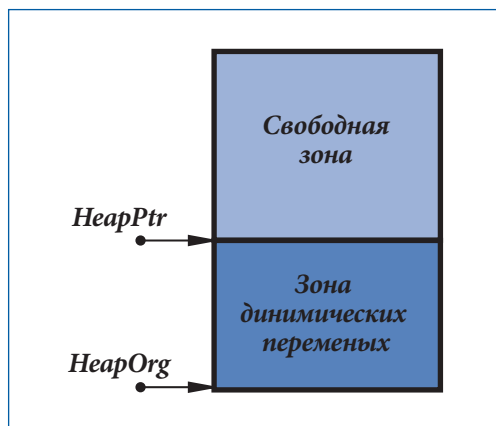 Свободная
зона
HeapPtr
Зона
динимических
переменых
HeapOrg